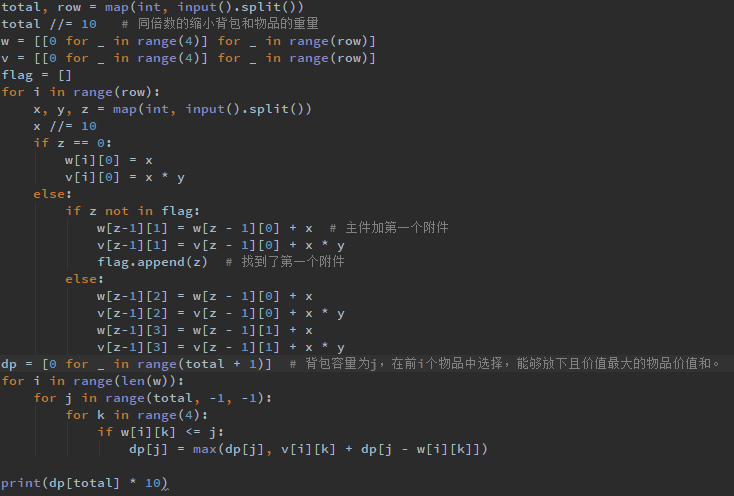 total, row = map(int, input().split())
total //= 10   # 同倍数的缩小背包和物品的重量
w = [[0 for _ in range(4)] for _ in range(row)]
v = [[0 for _ in range(4)] for _ in range(row)]
flag = []
for i in range(row):
    x, y, z = map(int, input().split())
    x //= 10
    if z == 0:
        w[i][0] = x
        v[i][0] = x * y
    else:
        if z not in flag:
            w[z-1][1] = w[z - 1][0] + x  # 主件加第一个附件
            v[z-1][1] = v[z - 1][0] + x * y
            flag.append(z)  # 找到了第一个附件
        else:
            w[z-1][2] = w[z - 1][0] + x
            v[z-1][2] = v[z - 1][0] + x * y
            w[z-1][3] = w[z - 1][1] + x
            v[z-1][3] = v[z - 1][1] + x * y
dp = [0 for _ in range(total + 1)]  # 背包容量为j，在前i个物品中选择，能够放下且价值最大的物品价值和。
for i in range(len(w)):
    for j in range(total, -1, -1):
        for k in range(4):
            if w[i][k] <= j:
                dp[j] = max(dp[j], v[i][k] + dp[j - w[i][k]])
print(dp[total] * 10)